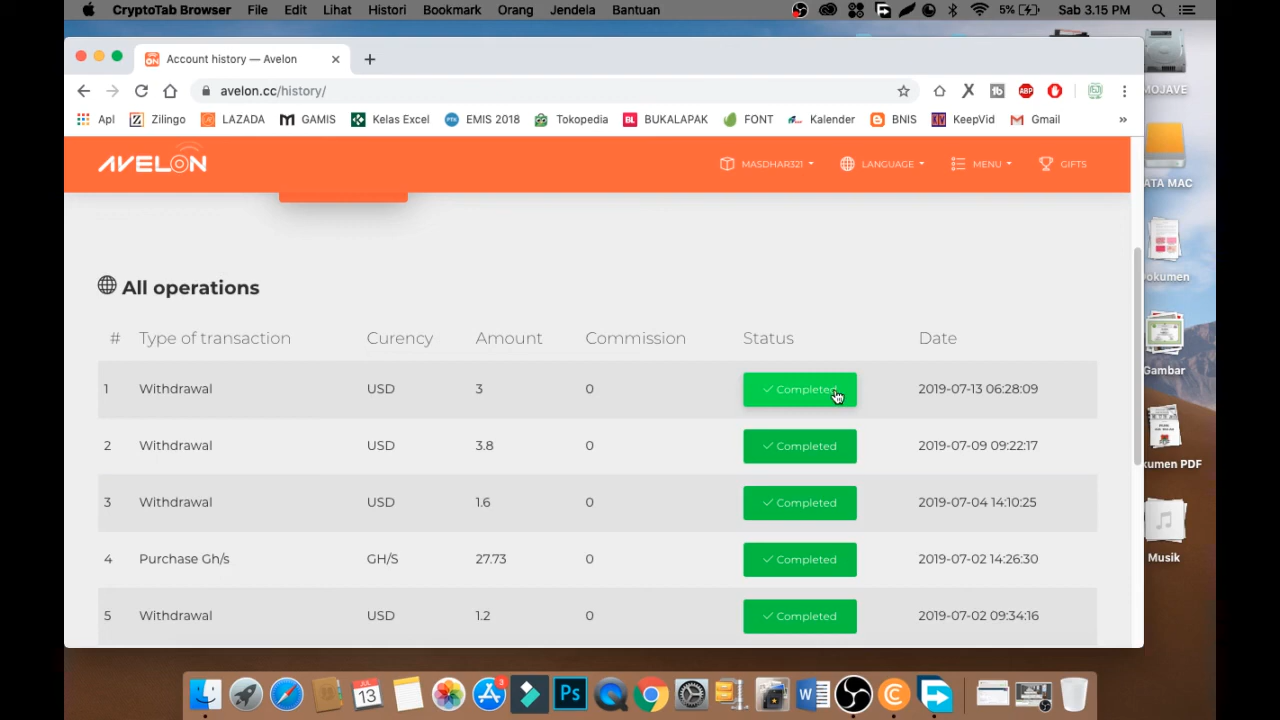 CryptoTab Browser File Edit Lihat Histori Bookmark Orang Jendela Bantuan 5% Sab 3.15 PM
Account history — Avelon
avelon.cc/history/
Apl Zilingo LAZADA GAMIS Kelas Excel EMIS 2018 Tokopedia BUKALAPAK FONT Kalender BNIS KeepVid Gmail »
AVELON MASDHAR321 LANGUAGE MENU GIFTS
All operations
# Type of transaction Curency Amount Commission Status Date
1 Withdrawal USD 3 0 Completed 2019-07-13 06:28:09
2 Withdrawal USD 3.8 0 Completed 2019-07-09 09:22:17
3 Withdrawal USD 1.6 0 Completed 2019-07-04 14:10:25
4 Purchase Gh/s GH/S 27.73 0 Completed 2019-07-02 14:26:30
5 Withdrawal USD 1.2 0 Completed 2019-07-02 09:34:16
MOJAVE
ATA MAC
okumen
Gambar
kumen PDF
Musik
13
3
Ps